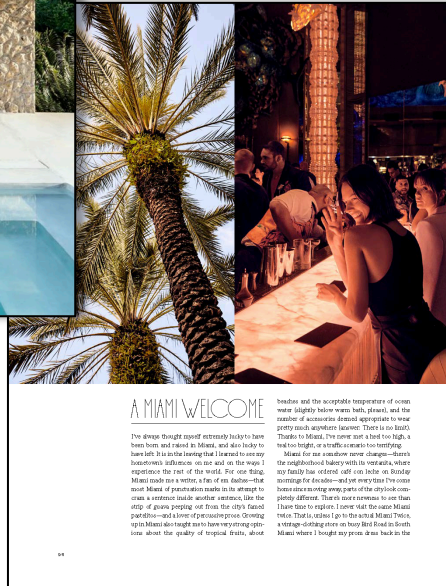 A MIAMI WELCOME
I've always thought myself extremely lucky to have
been born and raised in Miami, and also lucky to
have left. It is in the leaving that I learned to see my
hometown's influences on me and on the ways I
experience the rest of the world. For one thing,
Miami made me a writer, a fan of em dashes—that
most Miami of punctuation marks in its attempt to
cram a sentence inside another sentence, like the
strip of guava peeping out from the city's famed
pastelitos—and a lover of persuasive prose. Growing
up in Miami also taught me to have very strong opin-
ions about the quality of tropical fruits, about
beaches and the acceptable temperature of ocean
water (slightly below warm bath, please), and the
number of accessories deemed appropriate to wear
pretty much anywhere (answer: There is no limit).
Thanks to Miami, I've never met a heel too high, a
teal too bright, or a traffic scenario too terrifying.
Miami for me somehow never changes—there's
the neighborhood bakery with its ventanita, where
my family has ordered café con leche on Sunday
mornings for decades—and yet every time I've come
home since moving away, parts of the city look com-
pletely different. There's more newness to see than
I have time to explore. I never visit the same Miami
twice. That is, unless I go to the actual Miami Twice,
a vintage-clothing store on busy Bird Road in South
Miami where I bought my prom dress back in the